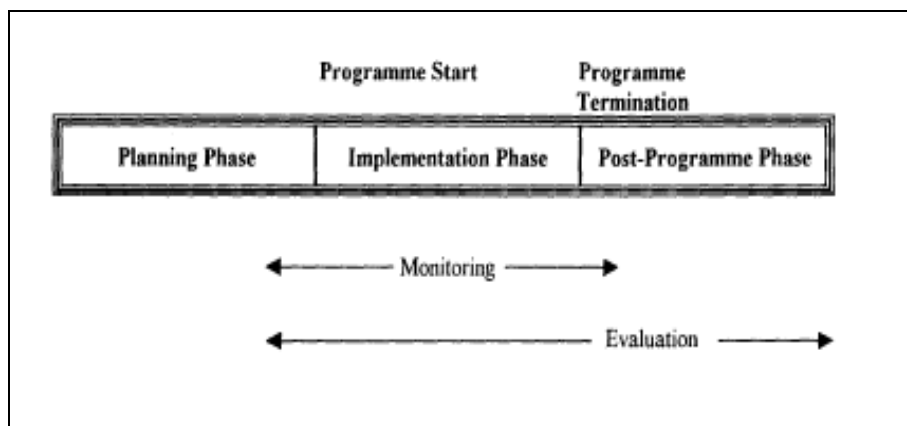 Programme Start
Programme
Termination
Planning Phase
Implementation Phase
Post-Programme Phase
Monitoring
Evaluation